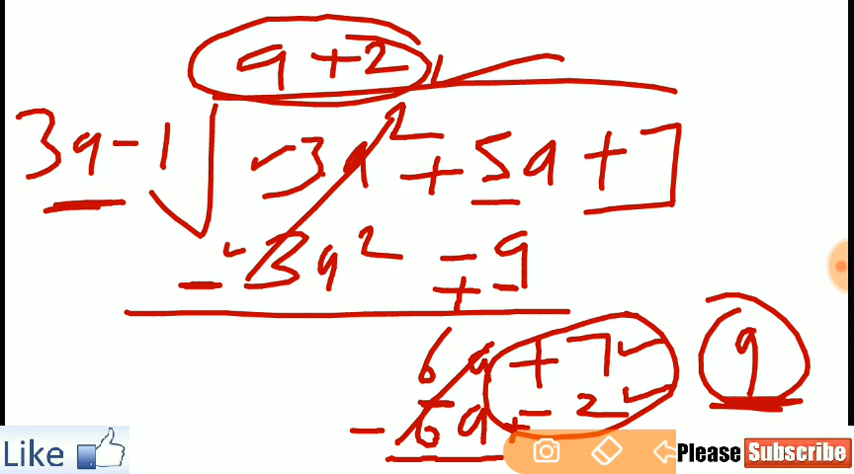 a + 2
3a - 1 √ 3a² + 5a + 7
- 3a² - + a
6a + 7
- 6a - + 2
9
Like
Please Subscribe